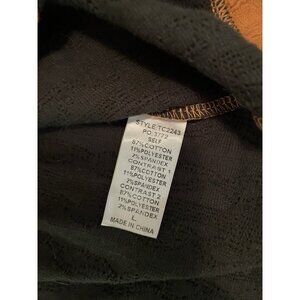 STYLE:TC2243
PO:3772
SELF
87%COTTON
11%POLYESTER
2%SPANDEX
CONTRAST 1
87%COTTON
11%POLYESTER
2%SPANDEX
CONTRAST 2
87%COTTON
11%POLYESTER
2%SPANDEX
L
MADE IN CHINA